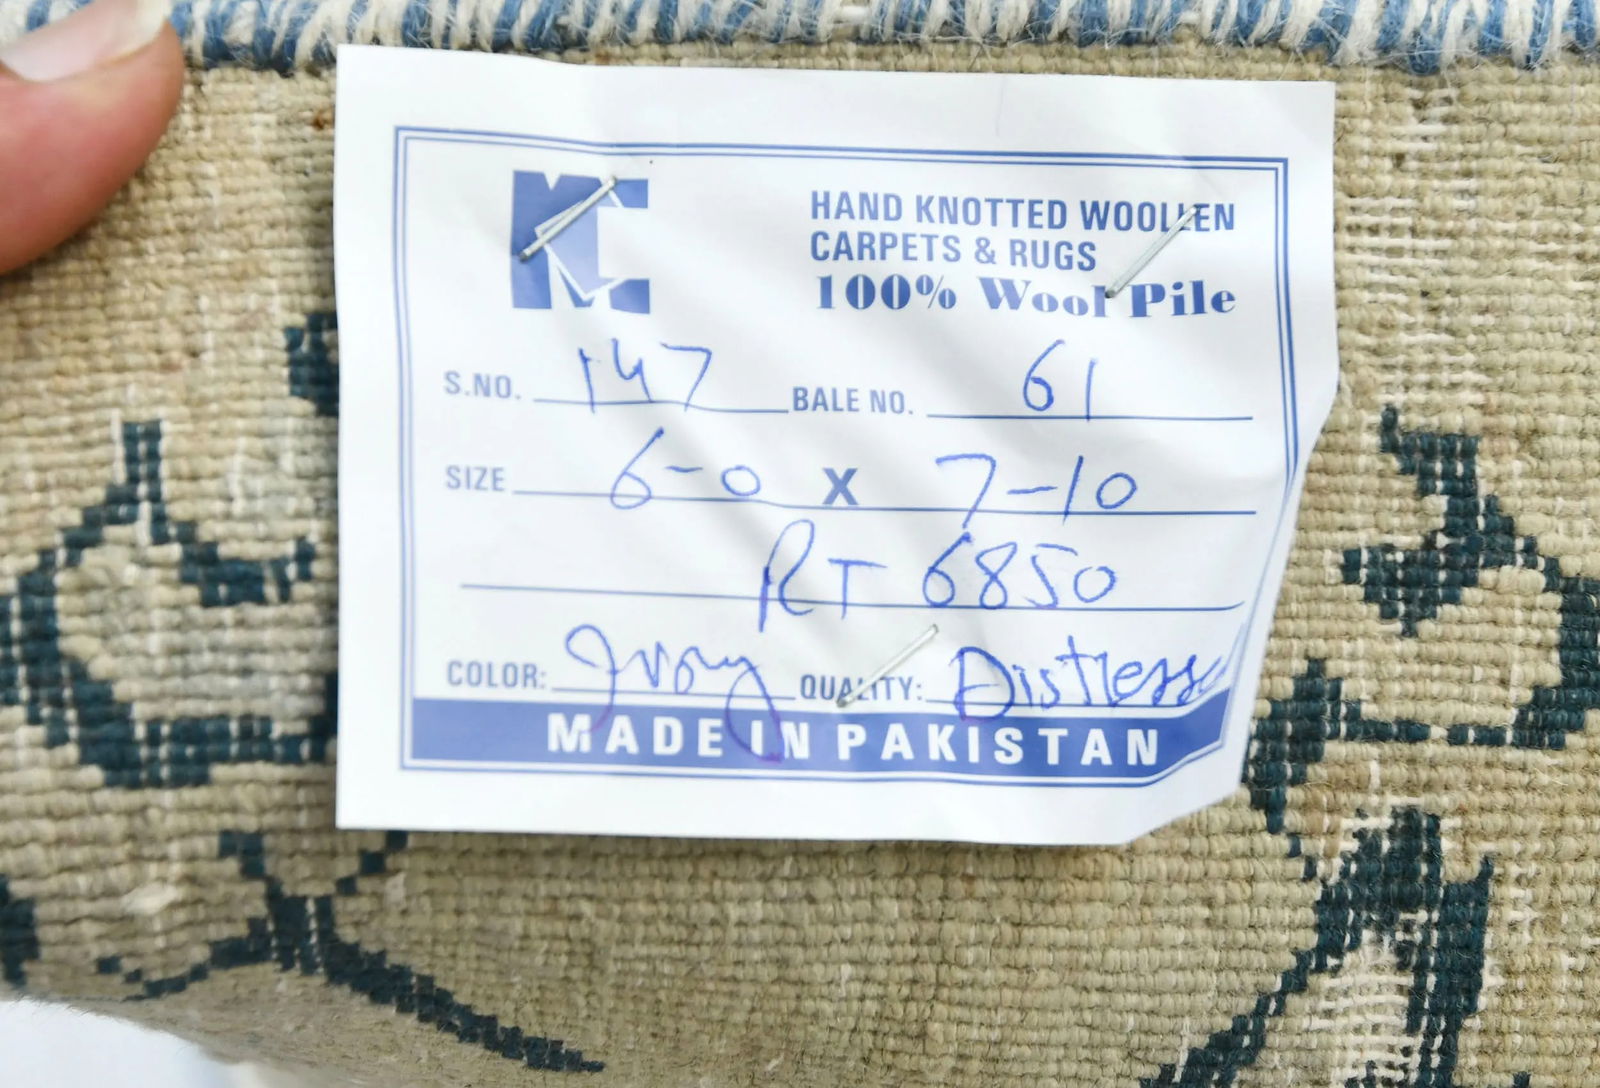 MC
HAND KNOTTED WOOLLEN
CARPETS & RUGS
100% Wool Pile
S.NO. 147 BALE NO. 61
SIZE 6-0 X 7-10
RT 6850
COLOR: Ivory QUALITY: Distress
MADE IN PAKISTAN